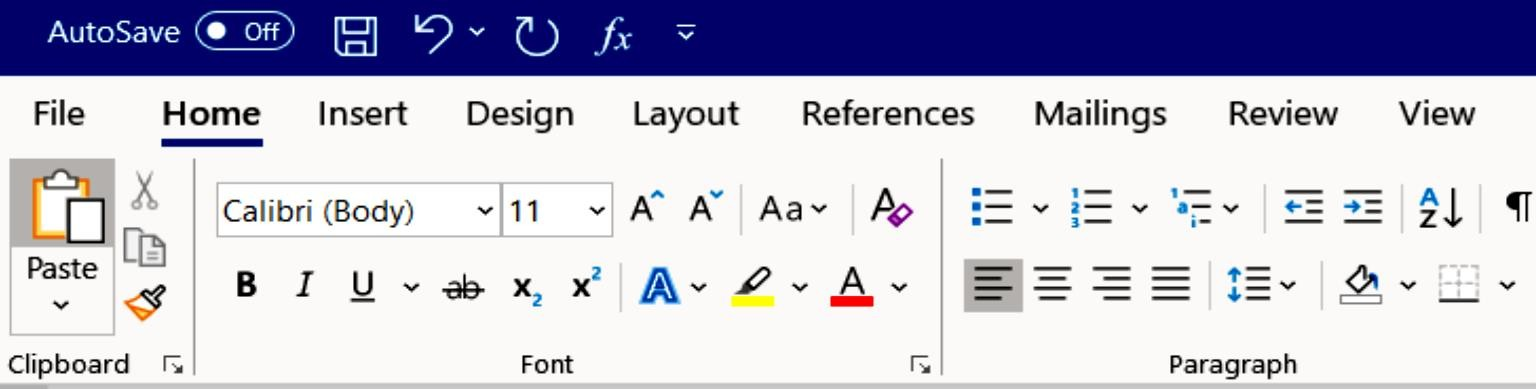 AutoSave Off fx
File Home Insert Design Layout References Mailings Review View
Calibri (Body) 11 A A Aa A
Paste B I U ab x₂ x² A A
Clipboard Font Paragraph